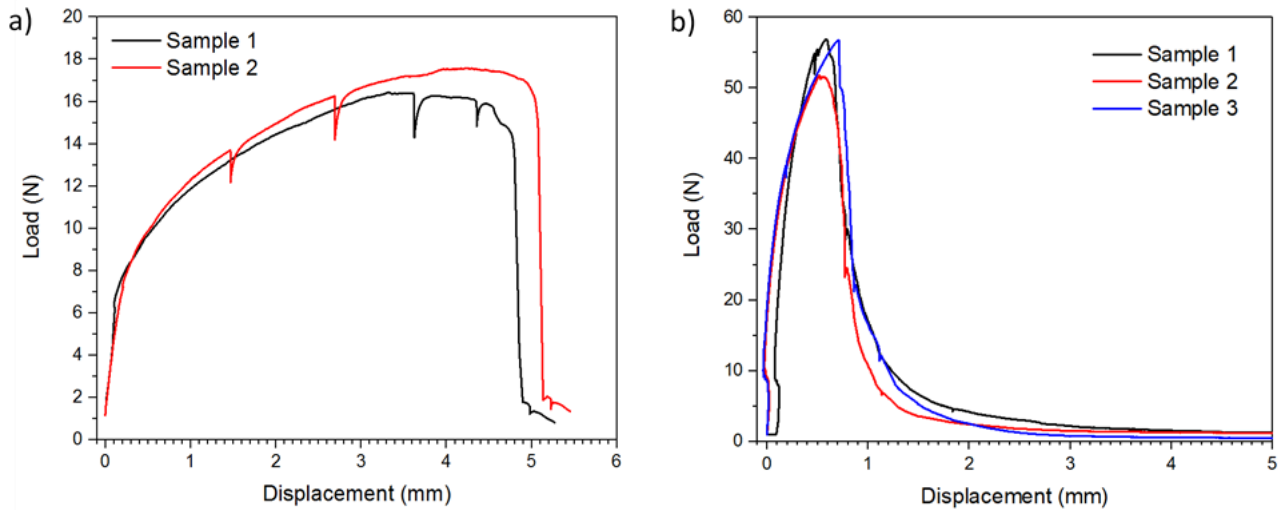 a)
Sample 1
Sample 2
Load (N)
20
18
16
14
12
10
8
6
4
2
0
0 1 2 3 4 5 6
Displacement (mm)
b)
Sample 1
Sample 2
Sample 3
Load (N)
60
50
40
30
20
10
0
0 1 2 3 4 5
Displacement (mm)